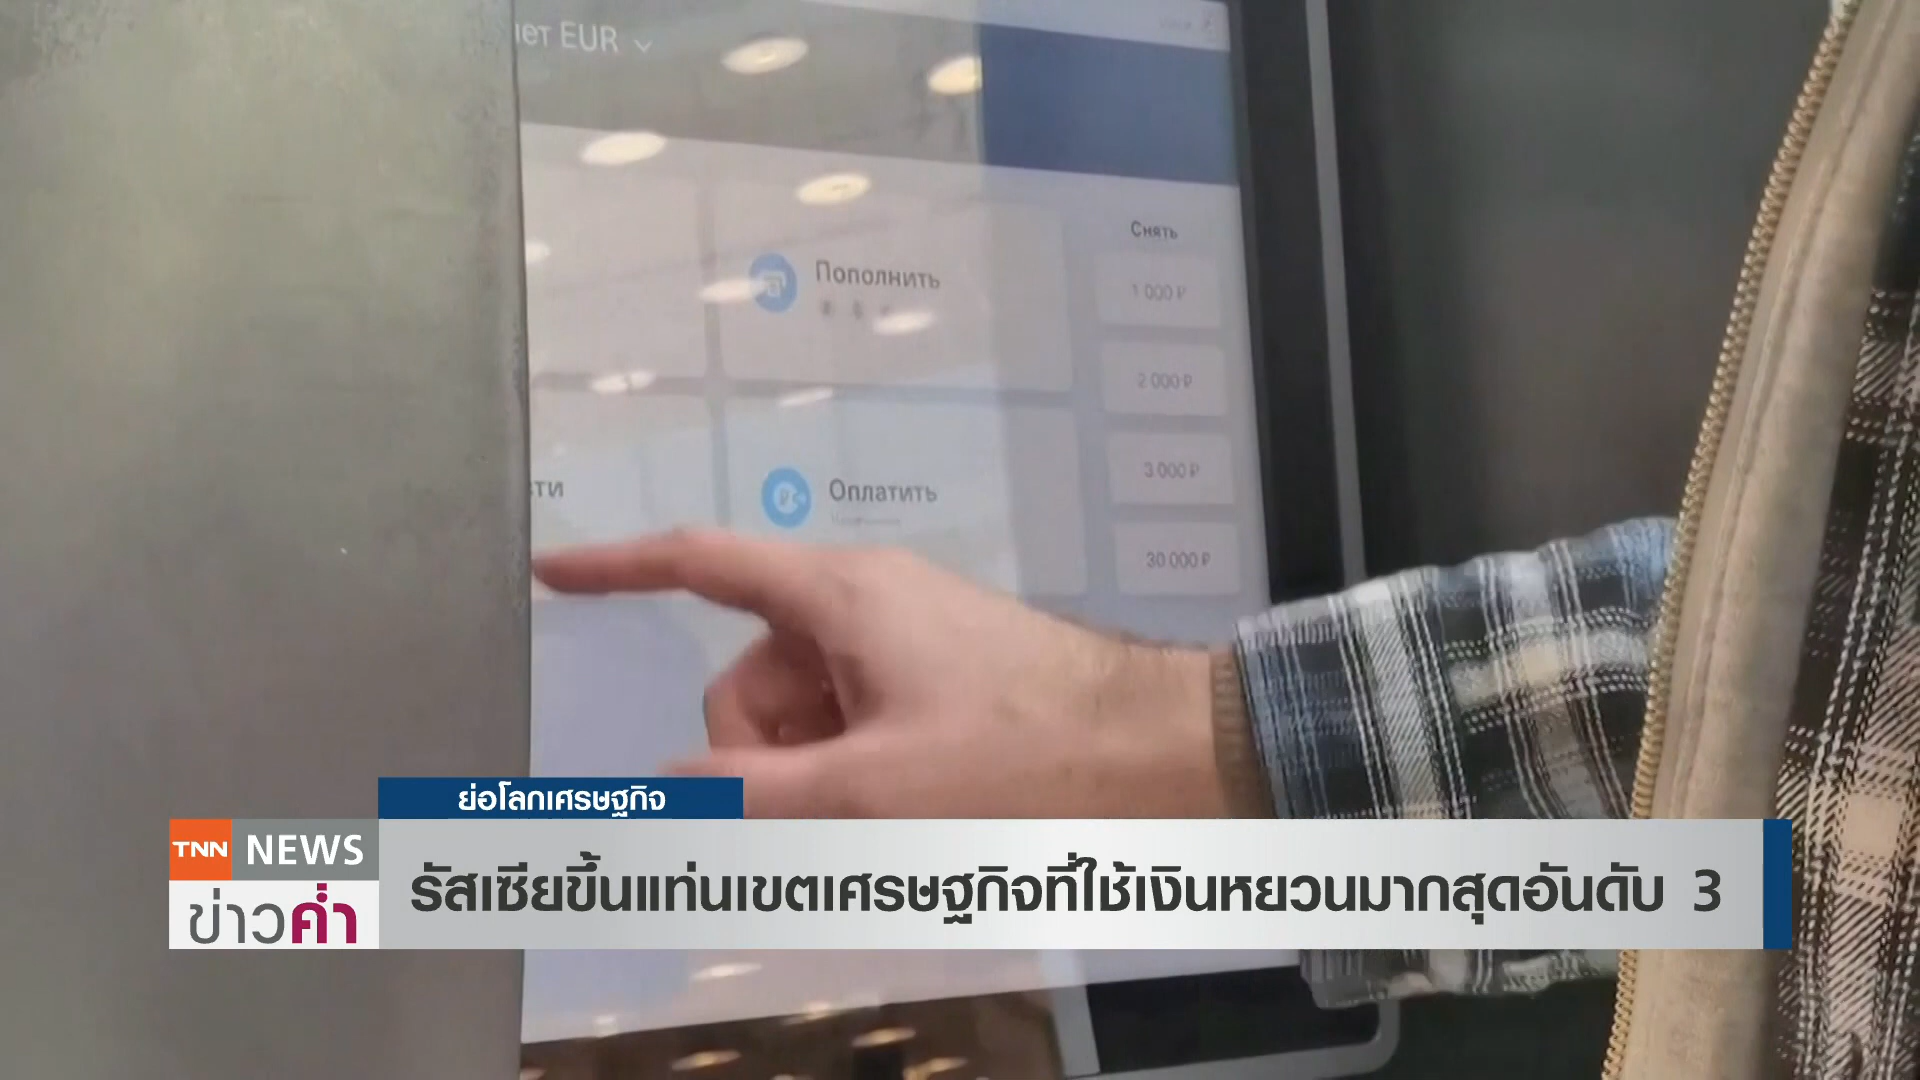 EUR
Снять
Пополнить
1 000 ₽
2 000 ₽
3 000 ₽
Оплатить
30 000 ₽
ย่อโลกเศรษฐกิจ
TNN NEWS
ข่าวค่ำ
รัสเซียขึ้นแท่นเขตเศรษฐกิจที่ใช้เงินหยวนมากสุดอันดับ 3